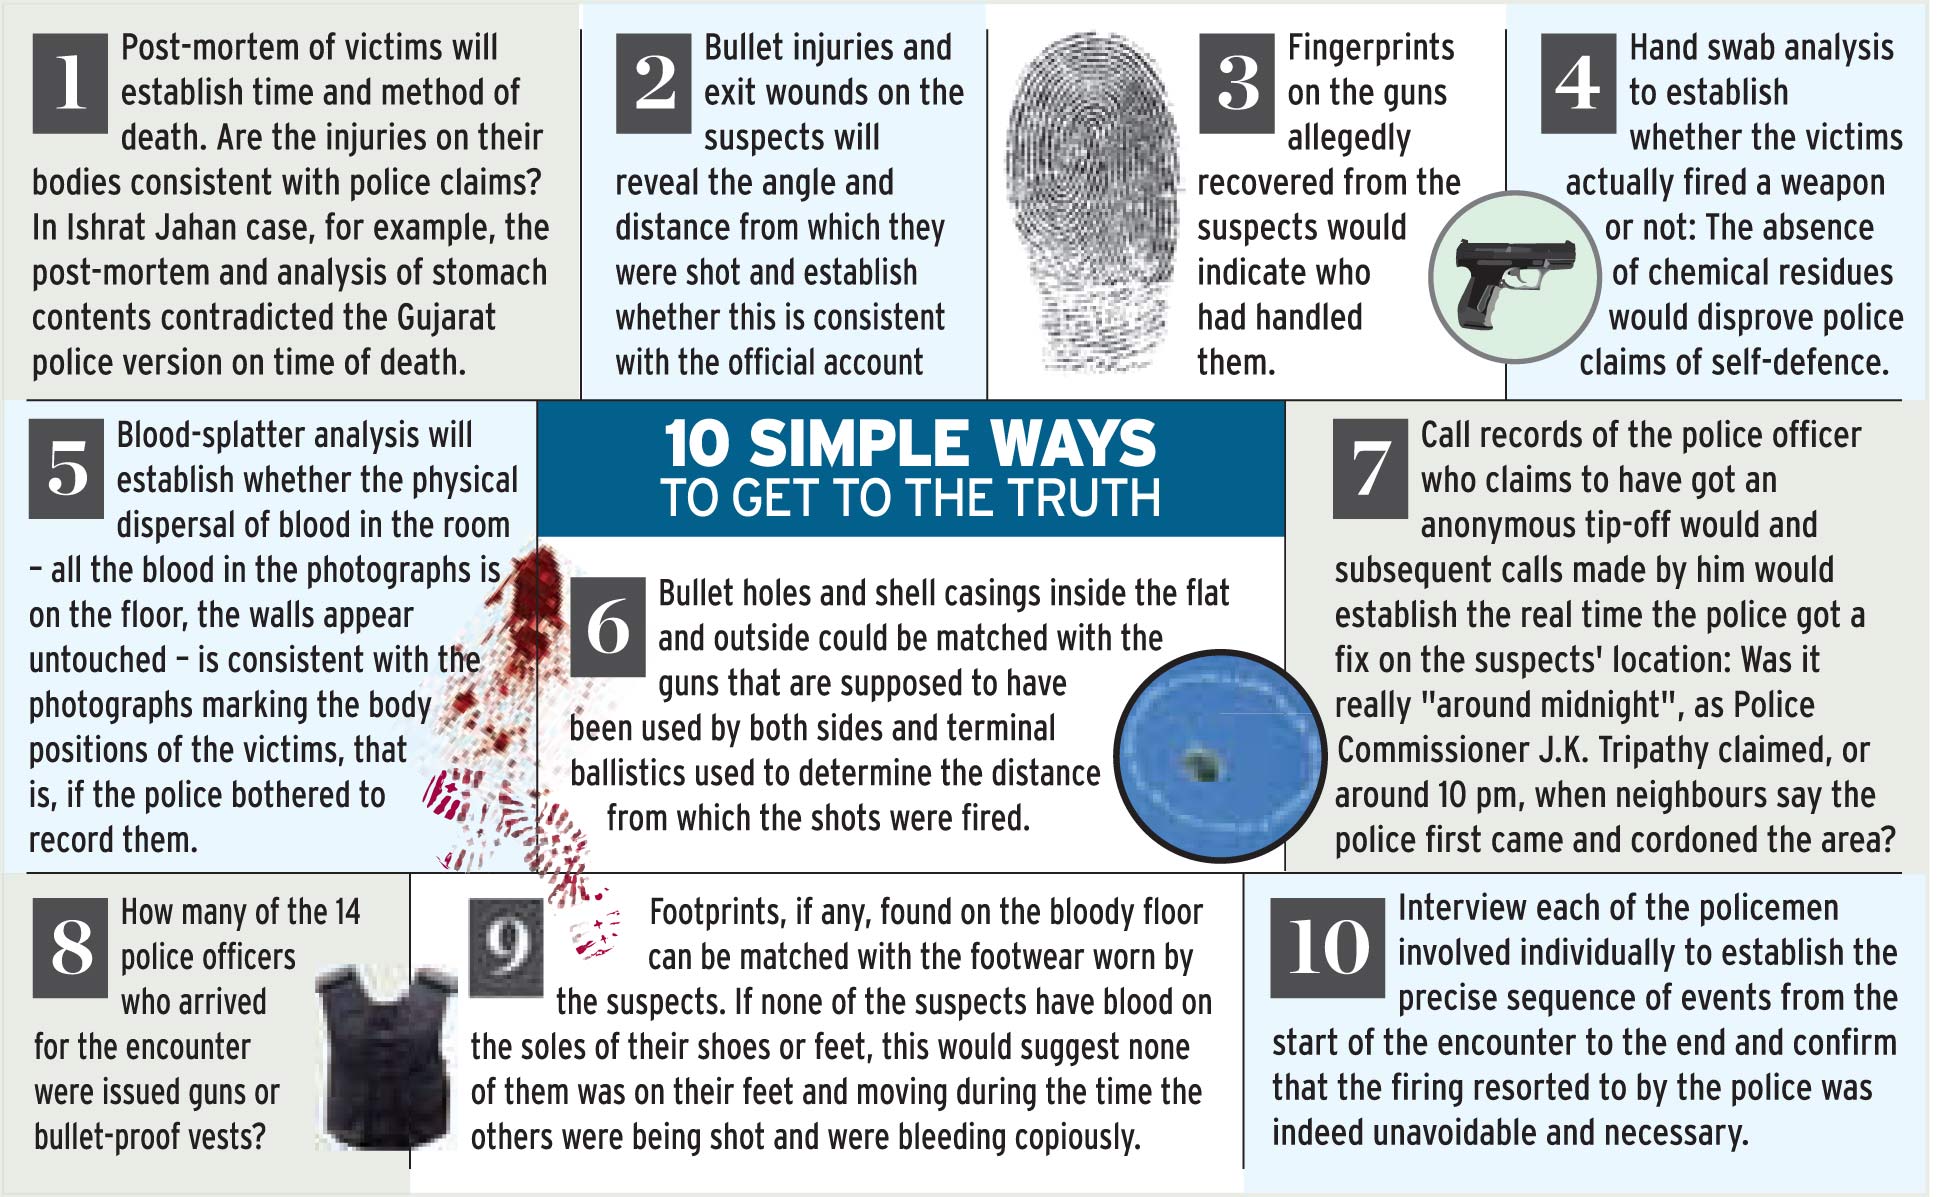 1
Post-mortem of victims will
establish time and method of
death. Are the injuries on their
bodies consistent with police claims?
In Ishrat Jahan case, for example, the
post-mortem and analysis of stomach
contents contradicted the Gujarat
police version on time of death.
2
Bullet injuries and
exit wounds on the
suspects will
reveal the angle and
distance from which they
were shot and establish
whether this is consistent
with the official account
3
Fingerprints
on the guns
allegedly
recovered from the
suspects would
indicate who
had handled
them.
4
Hand swab analysis
to establish
whether the victims
actually fired a weapon
or not: The absence
of chemical residues
would disprove police
claims of self-defence.
5
Blood-splatter analysis will
establish whether the physical
dispersal of blood in the room
– all the blood in the photographs is
on the floor, the walls appear
untouched – is consistent with the
photographs marking the body
positions of the victims, that
is, if the police bothered to
record them.
10 SIMPLE WAYS
TO GET TO THE TRUTH
6
Bullet holes and shell casings inside the flat
and outside could be matched with the
guns that are supposed to have
been used by both sides and terminal
ballistics used to determine the distance
from which the shots were fired.
7
Call records of the police officer
who claims to have got an
anonymous tip-off would and
subsequent calls made by him would
establish the real time the police got a
fix on the suspects' location: Was it
really "around midnight", as Police
Commissioner J.K. Tripathy claimed, or
around 10 pm, when neighbours say the
police first came and cordoned the area?
8
How many of the 14
police officers
who arrived
for the encounter
were issued guns or
bullet-proof vests?
9
Footprints, if any, found on the bloody floor
can be matched with the footwear worn by
the suspects. If none of the suspects have blood on
the soles of their shoes or feet, this would suggest none
of them was on their feet and moving during the time the
others were being shot and were bleeding copiously.
10
Interview each of the policemen
involved individually to establish the
precise sequence of events from the
start of the encounter to the end and confirm
that the firing resorted to by the police was
indeed unavoidable and necessary.